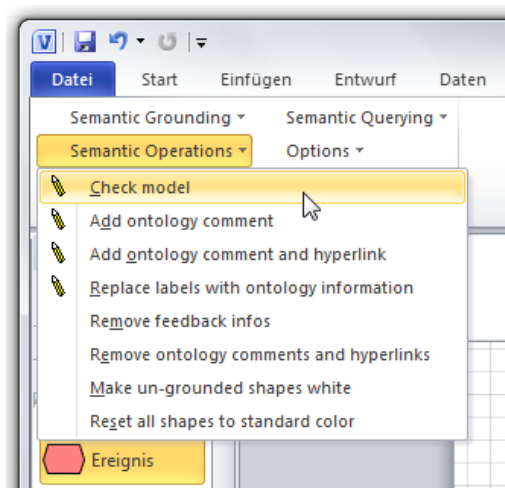 V
Datei Start Einfügen Entwurf Daten
Semantic Grounding Semantic Querying
Semantic Operations Options
Check model
Add ontology comment
Add ontology comment and hyperlink
Replace labels with ontology information
Remove feedback infos
Remove ontology comments and hyperlinks
Make un-grounded shapes white
Reset all shapes to standard color
Ereignis